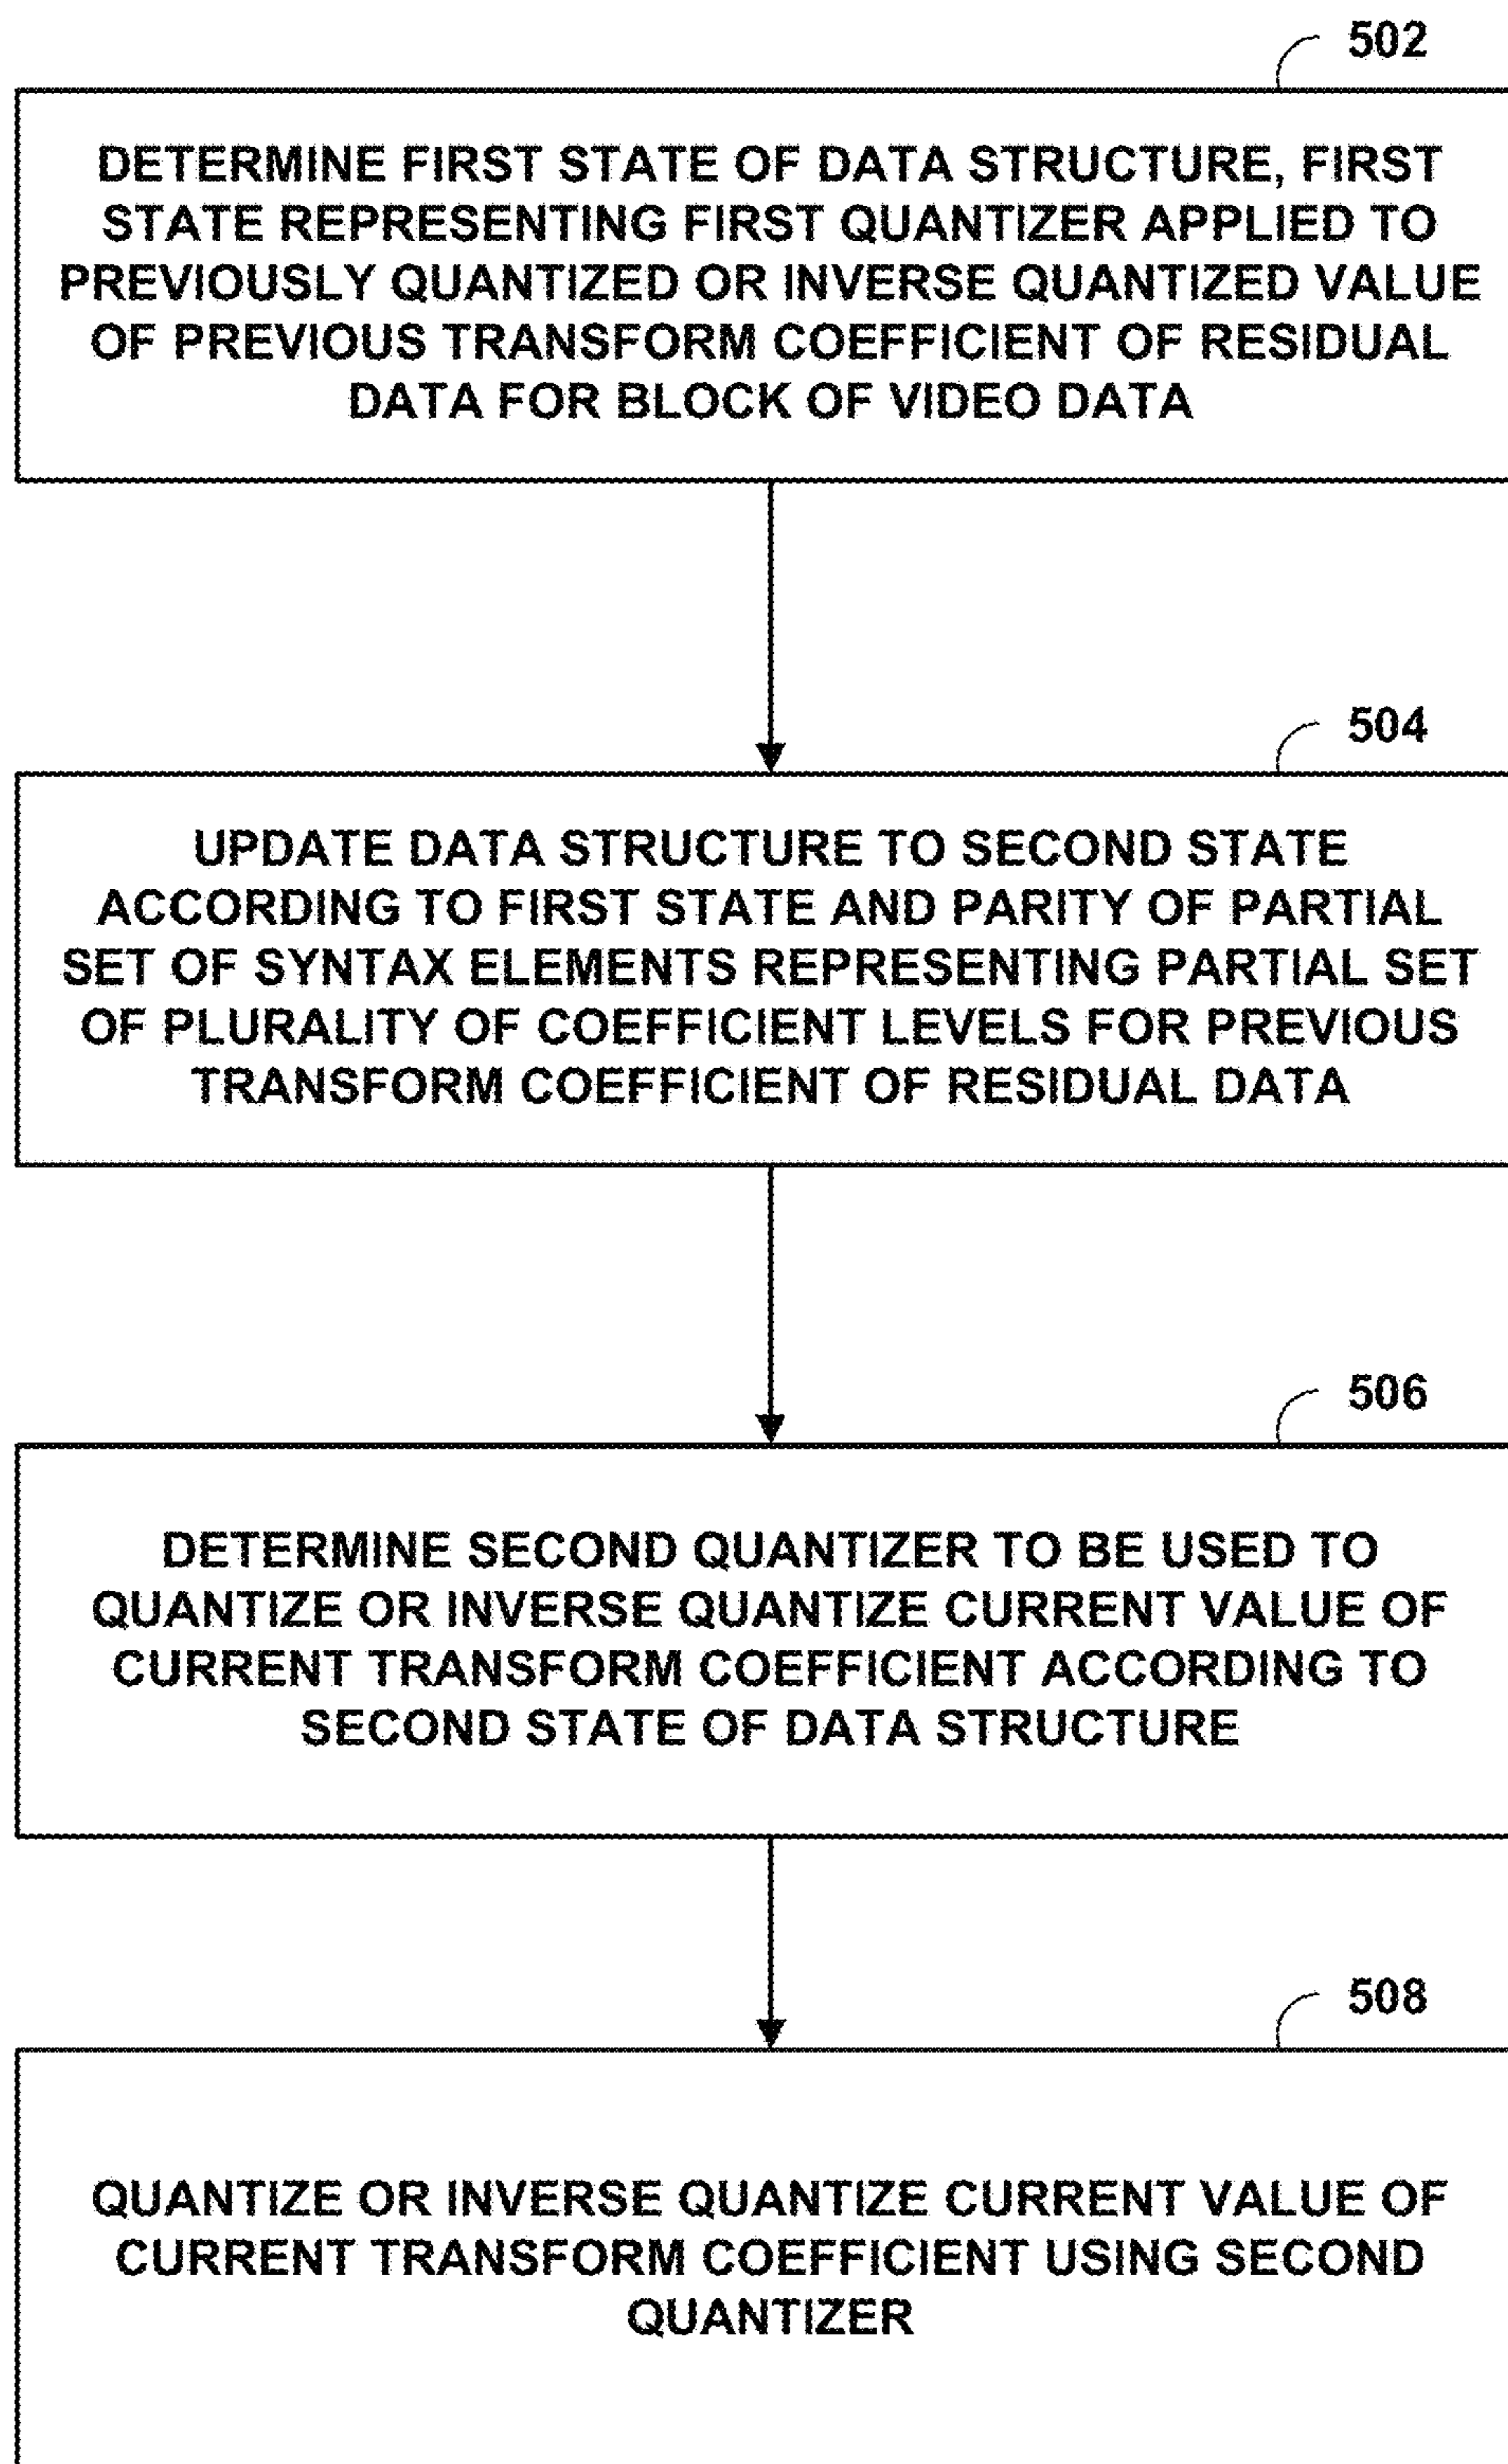 502
DETERMINE FIRST STATE OF DATA STRUCTURE, FIRST
STATE REPRESENTING FIRST QUANTIZER APPLIED TO
PREVIOUSLY QUANTIZED OR INVERSE QUANTIZED VALUE
OF PREVIOUS TRANSFORM COEFFICIENT OF RESIDUAL
DATA FOR BLOCK OF VIDEO DATA
504
UPDATE DATA STRUCTURE TO SECOND STATE
ACCORDING TO FIRST STATE AND PARITY OF PARTIAL
SET OF SYNTAX ELEMENTS REPRESENTING PARTIAL SET
OF PLURALITY OF COEFFICIENT LEVELS FOR PREVIOUS
TRANSFORM COEFFICIENT OF RESIDUAL DATA
506
DETERMINE SECOND QUANTIZER TO BE USED TO
QUANTIZE OR INVERSE QUANTIZE CURRENT VALUE OF
CURRENT TRANSFORM COEFFICIENT ACCORDING TO
SECOND STATE OF DATA STRUCTURE
508
QUANTIZE OR INVERSE QUANTIZE CURRENT VALUE OF
CURRENT TRANSFORM COEFFICIENT USING SECOND
QUANTIZER